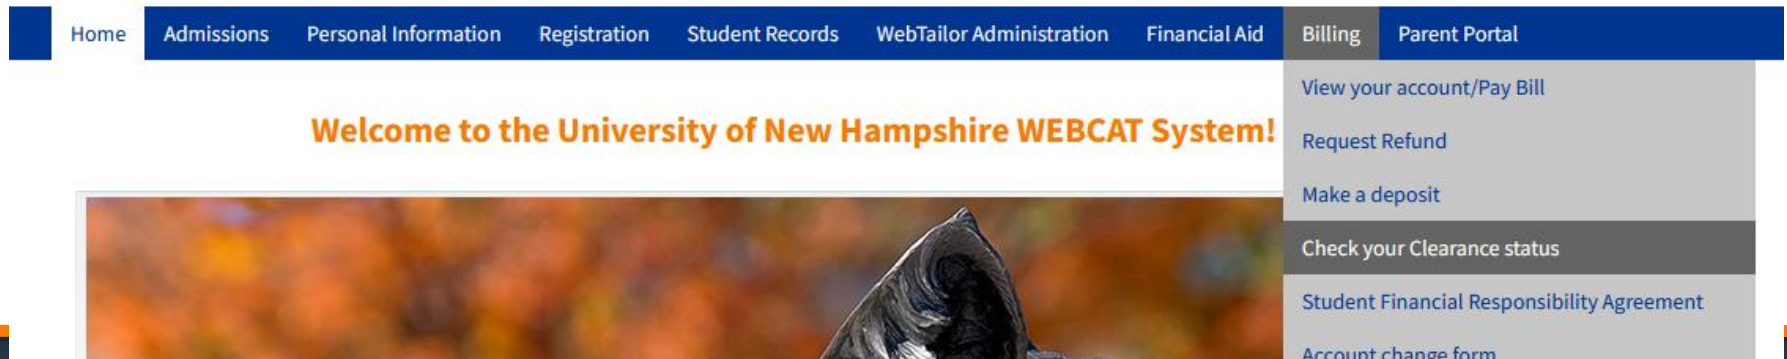 Home Admissions Personal Information Registration Student Records WebTailor Administration Financial Aid Billing Parent Portal
View your account/Pay Bill
Welcome to the University of New Hampshire WEBCAT System!
Request Refund
Make a deposit
Check your Clearance status
Student Financial Responsibility Agreement
Account change form